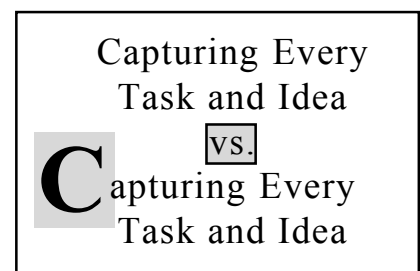 Capturing Every
Task and Idea
vs.
Capturing Every
Task and Idea